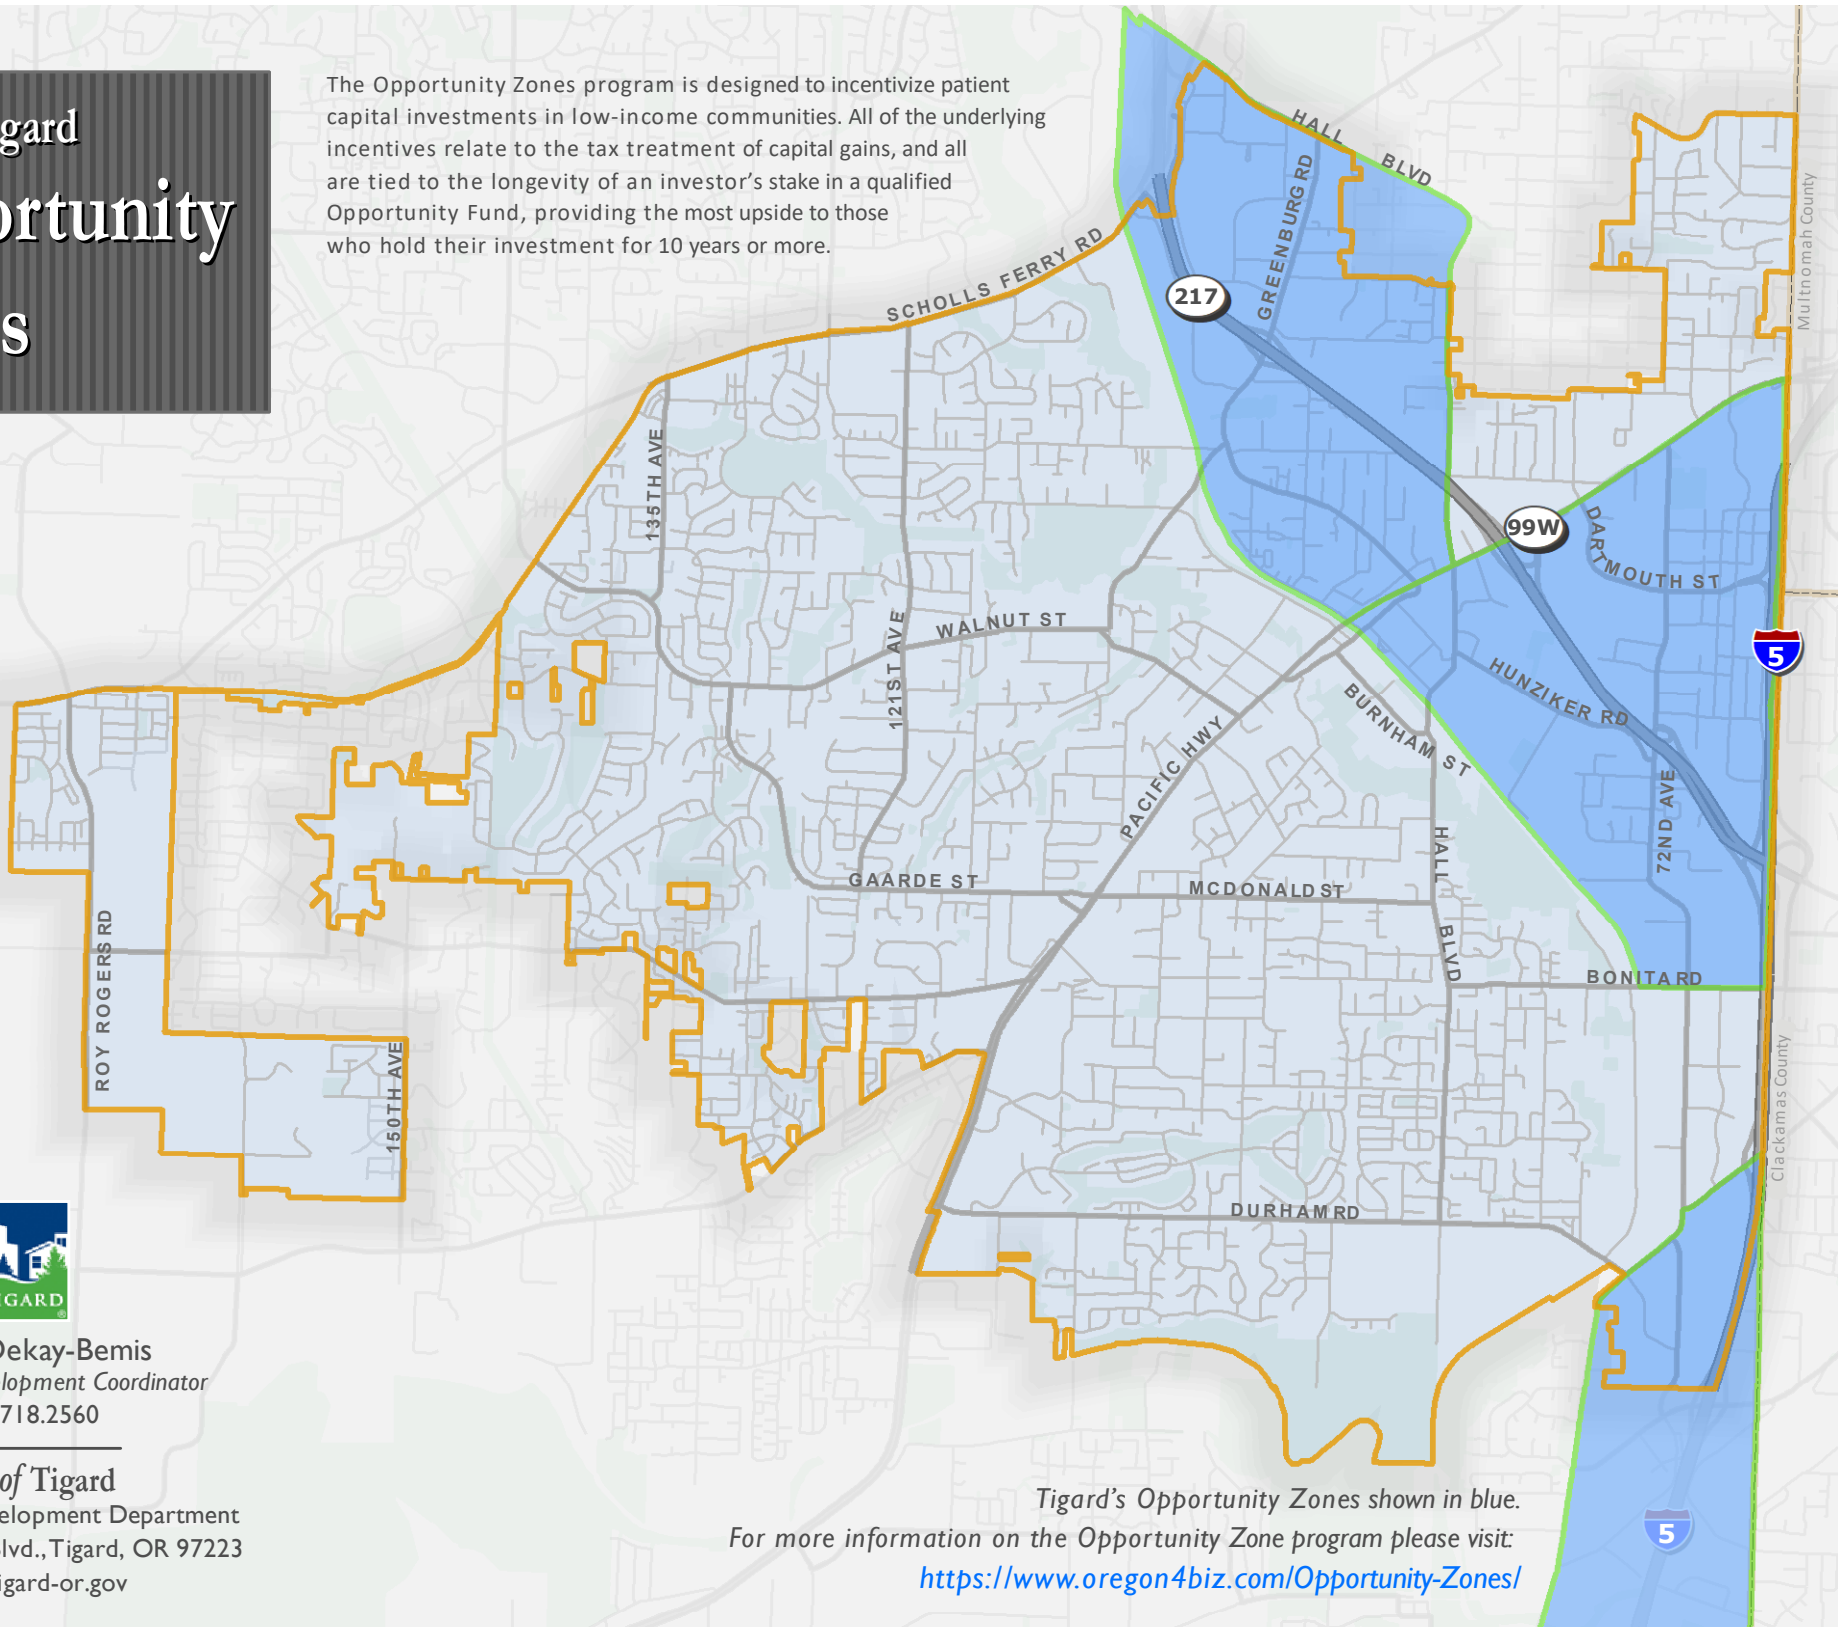 gard
ortunity
s
The Opportunity Zones program is designed to incentivize patient
capital investments in low-income communities. All of the underlying
incentives relate to the tax treatment of capital gains, and all
are tied to the longevity of an investor's stake in a qualified
Opportunity Fund, providing the most upside to those
who hold their investment for 10 years or more.
HALL
BLVD
GREENBURG RD
Multnomah County
SCHOLLS FERRY RD
217
135TH AVE
99W
DARTMOUTH ST
WALNUT ST
121ST AVE
5
HUNZIKER RD
BURNHAM ST
PACIFIC HWY
72ND AVE
HALL
BLVD
GAARDE ST
MCDONALD ST
BONITA RD
ROY ROGERS RD
150TH AVE
Clackamas County
DURHAM RD
IGARD
®
Dekay-Bemis
lopment Coordinator
718.2560
of Tigard
elopment Department
lvd., Tigard, OR 97223
igard-or.gov
Tigard's Opportunity Zones shown in blue.
For more information on the Opportunity Zone program please visit:
https://www.oregon4biz.com/Opportunity-Zones/
5